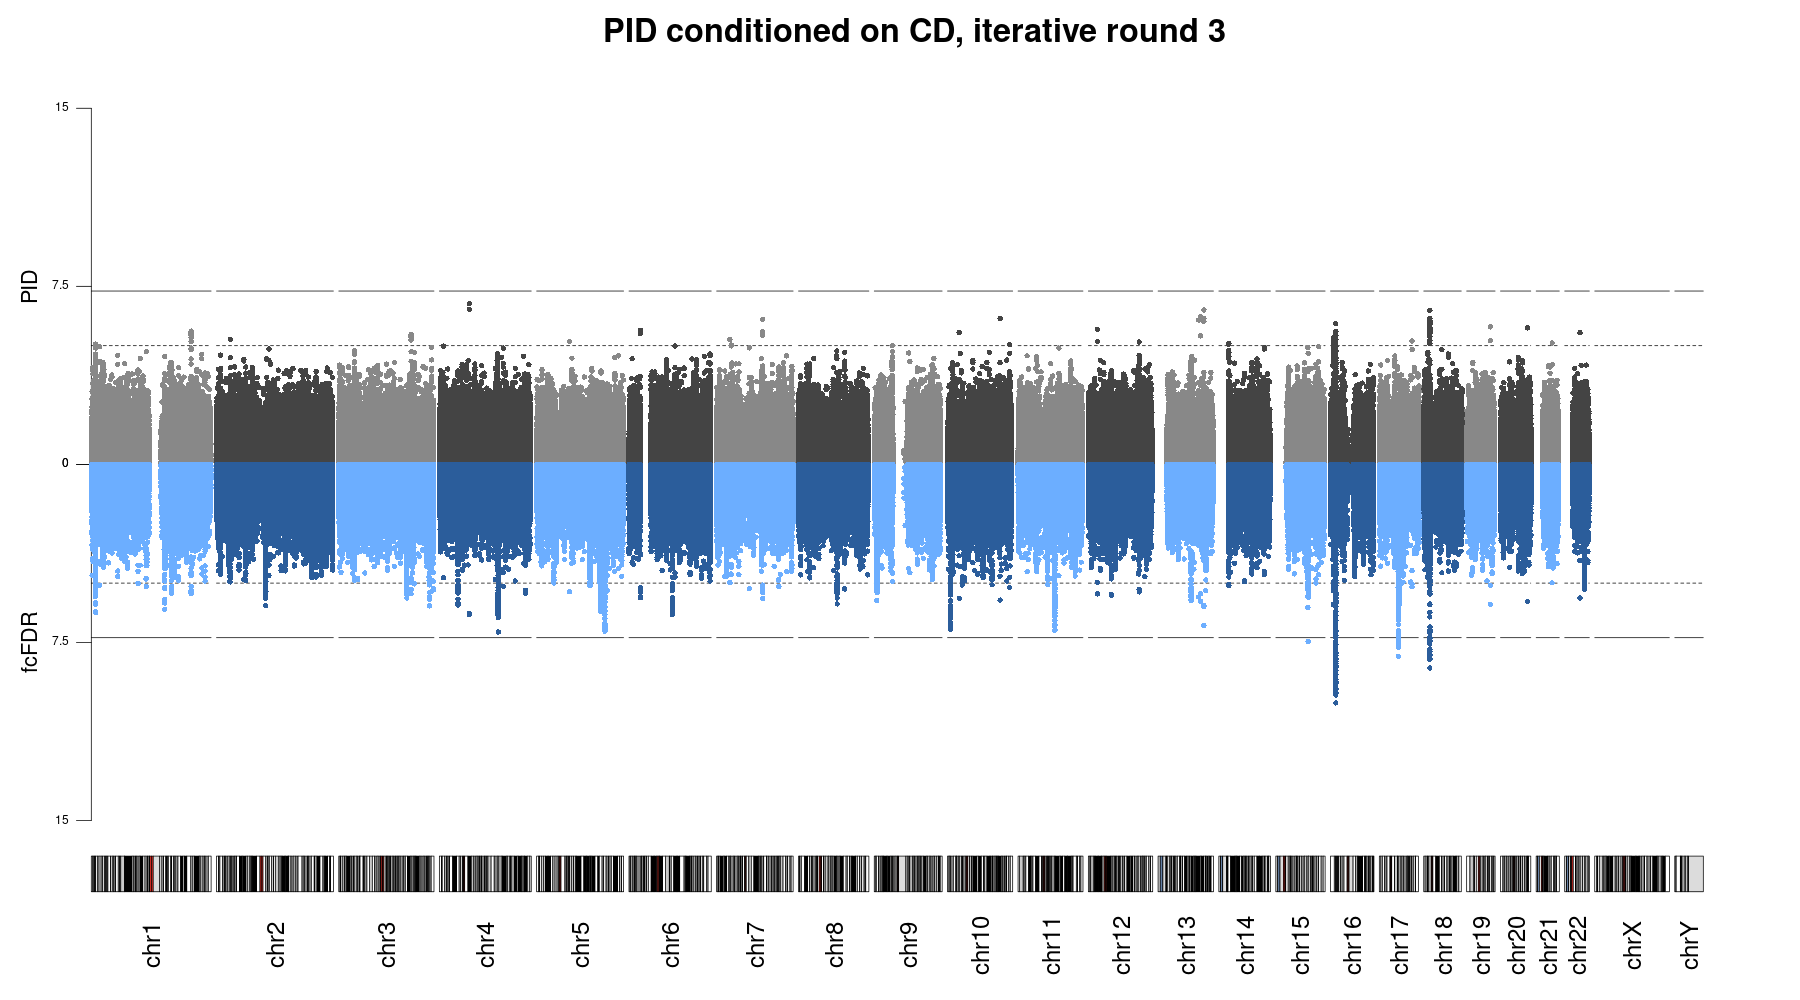 PID conditioned on CD, iterative round 3
15
7.5
0
7.5
15
PID
fcFDR
chr1
chr2
chr3
chr4
chr5
chr6
chr7
chr8
chr9
chr10
chr11
chr12
chr13
chr14
chr15
chr16
chr17
chr18
chr19
chr20
chr21
chr22
chrX
chrY